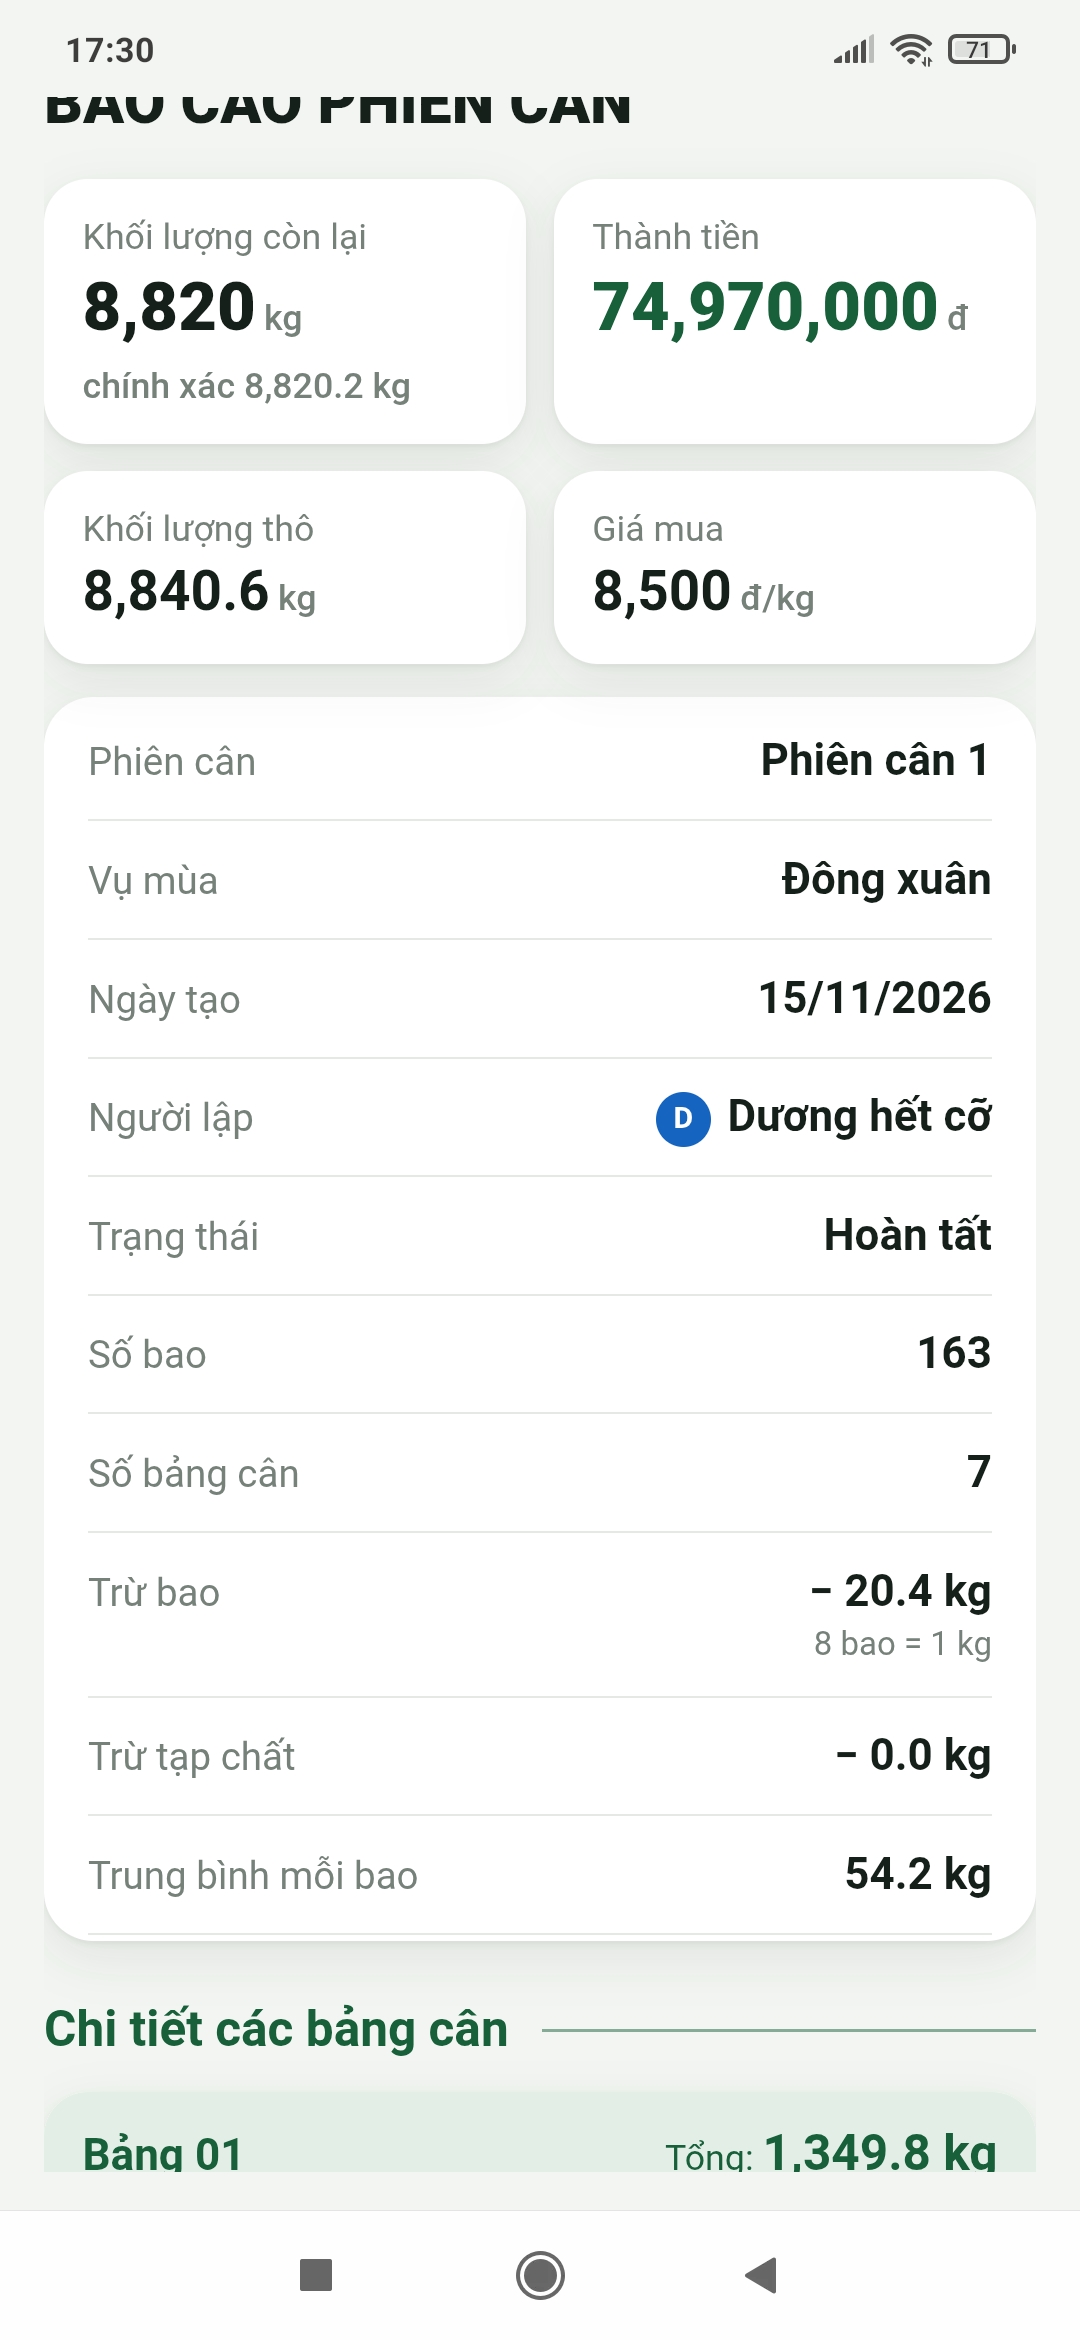 17:30
71
BÁO CÁO PHIÊN CÂN
Khối lượng còn lại
8,820 kg
chính xác 8,820.2 kg
Thành tiền
74,970,000 đ
Khối lượng thô
8,840.6 kg
Giá mua
8,500 đ/kg
Phiên cân
Phiên cân 1
Vụ mùa
Đông xuân
Ngày tạo
15/11/2026
Người lập
D Dương hết cỡ
Trạng thái
Hoàn tất
Số bao
163
Số bảng cân
7
Trừ bao
− 20.4 kg
8 bao = 1 kg
Trừ tạp chất
− 0.0 kg
Trung bình mỗi bao
54.2 kg
Chi tiết các bảng cân
Bảng 01
Tổng: 1,349.8 kg